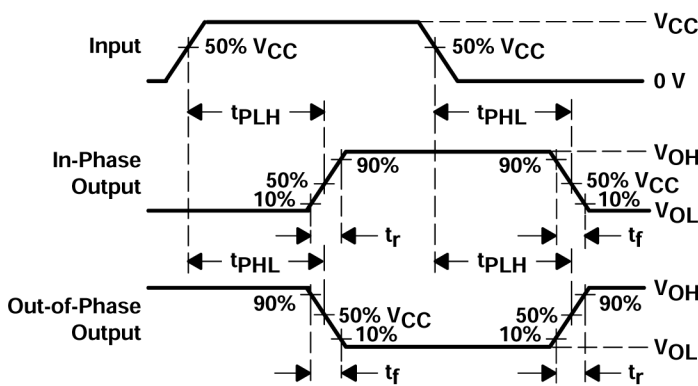 VCC
Input
50% VCC
50% VCC
0 V
tPLH
tPHL
In-Phase
Output
VOH
90%
90%
50%
50% VCC
10%
10%
VOL
tr
tf
tPHL
tPLH
Out-of-Phase
Output
VOH
90%
90%
50% VCC
50%
10%
10%
VOL
tf
tr